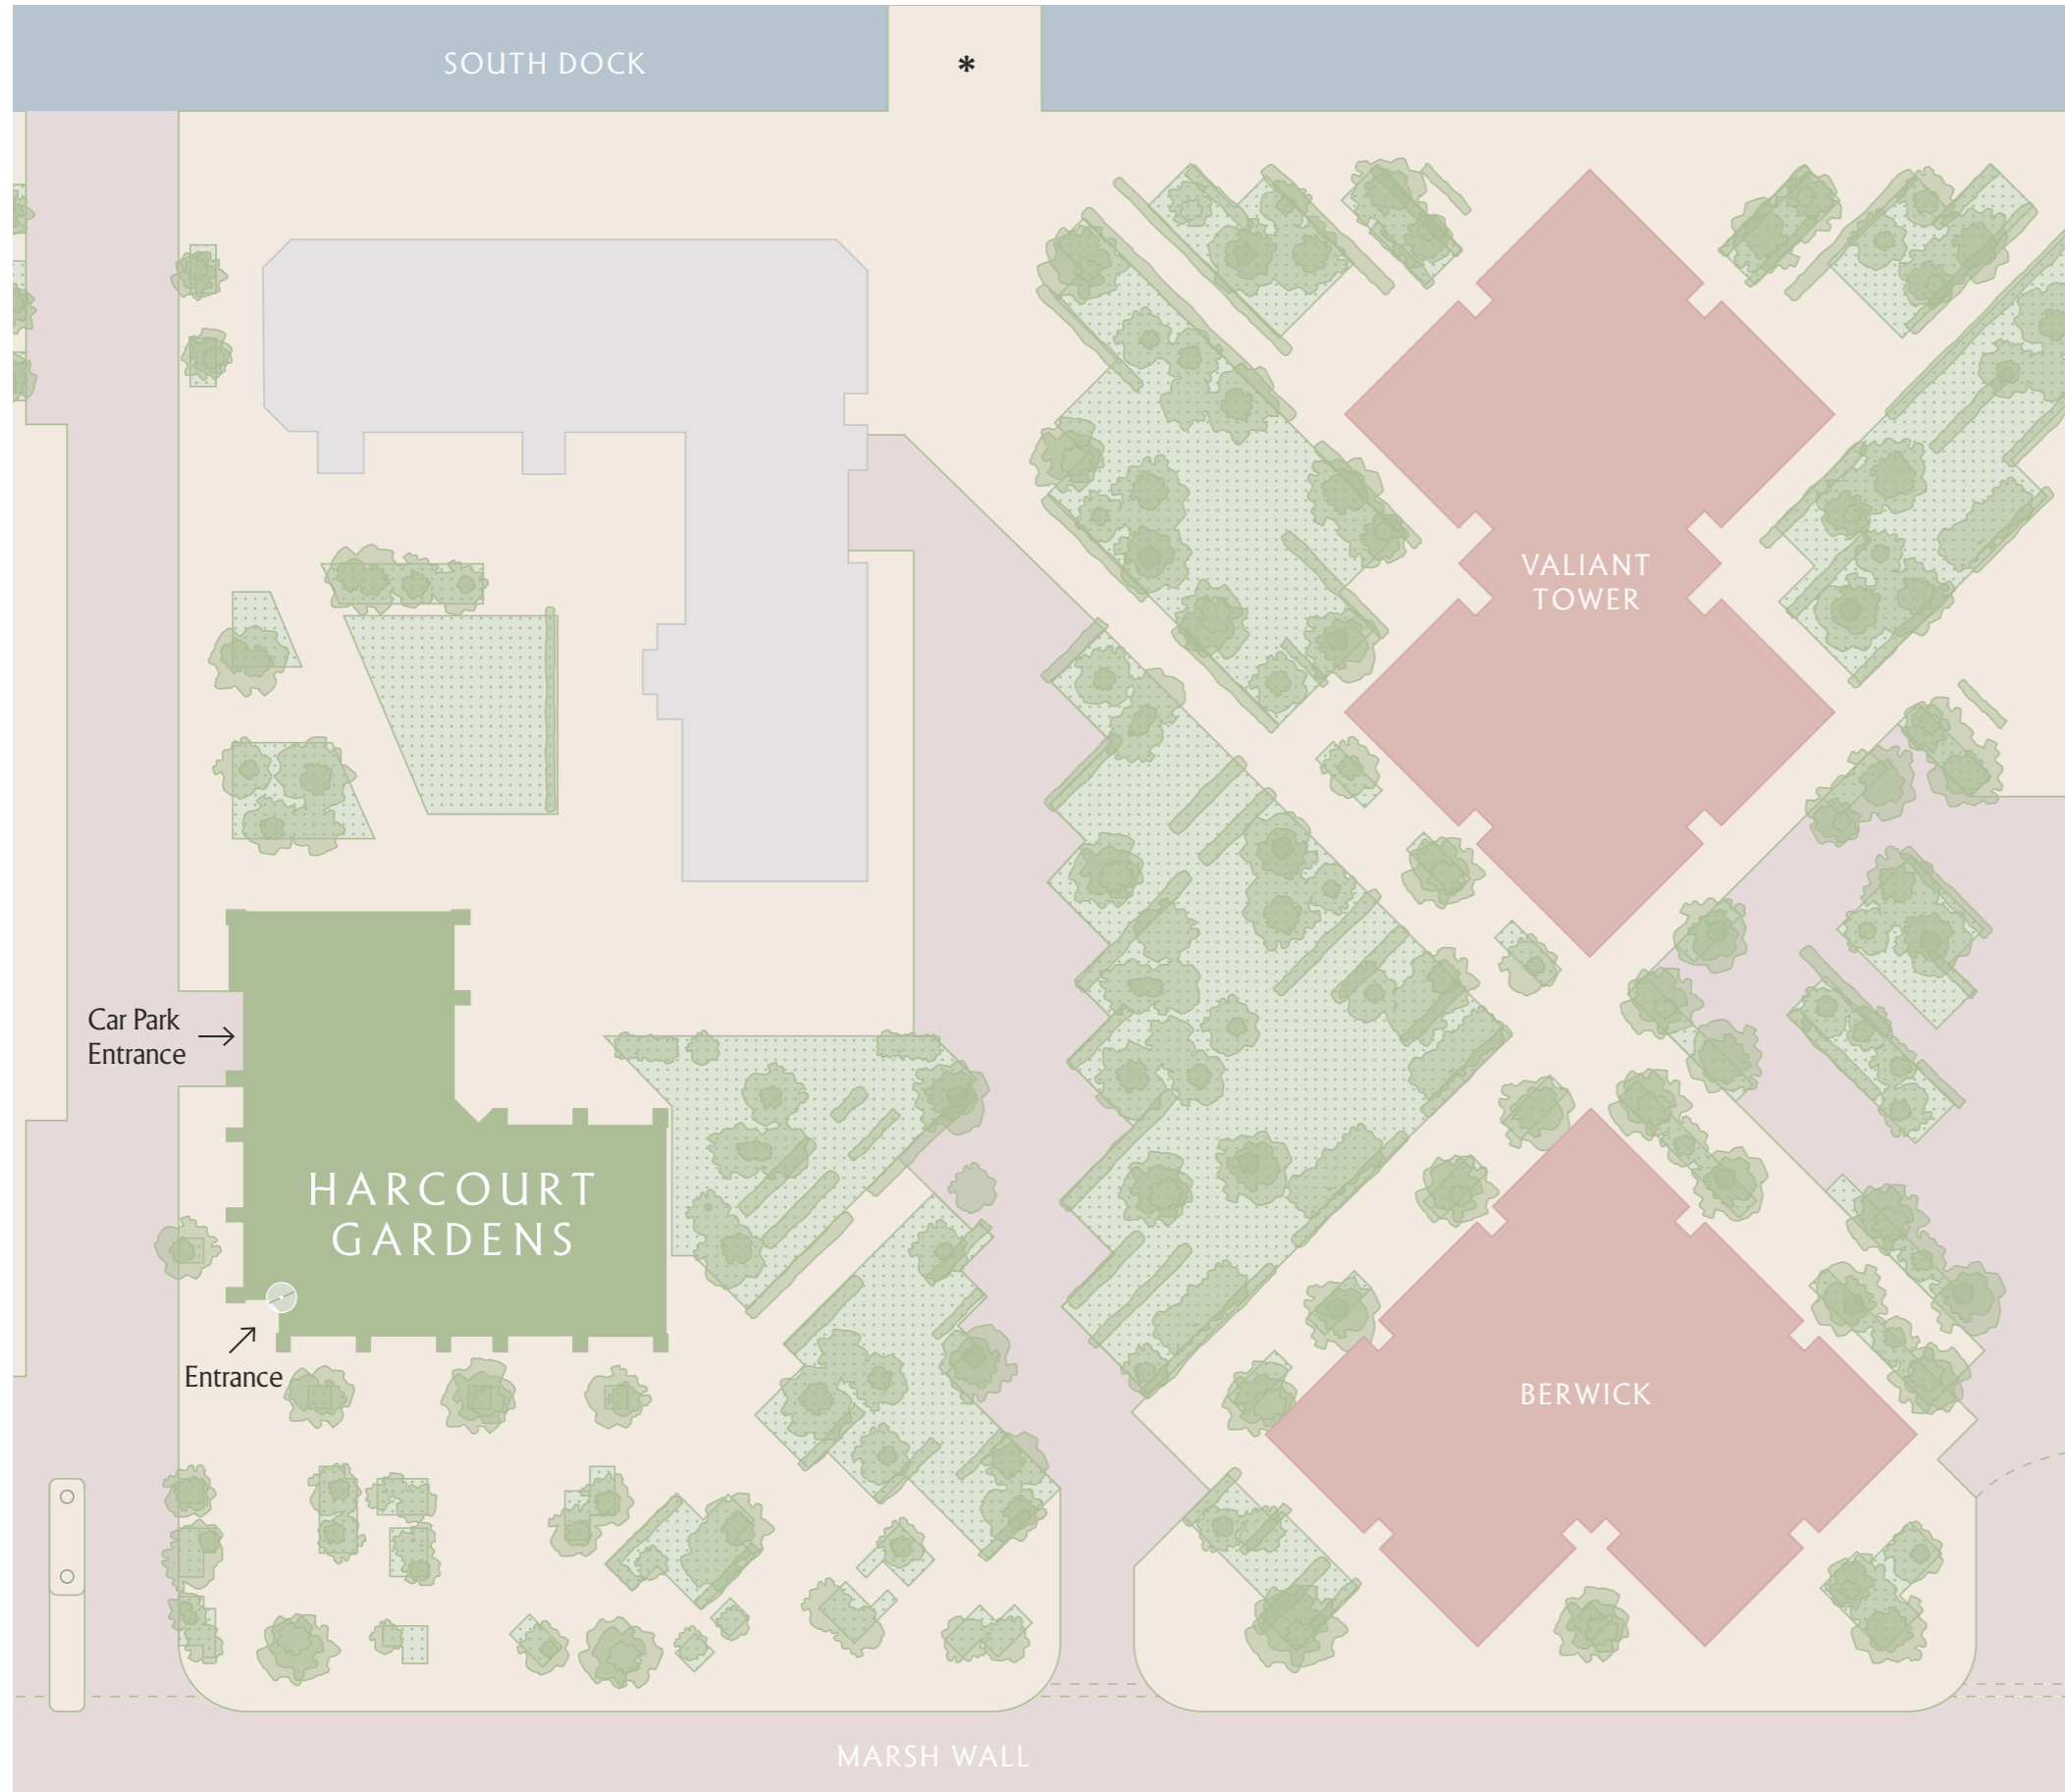 SOUTH DOCK
*
VALIANT
TOWER
Car Park
Entrance
HARCOURT
GARDENS
Entrance
BERWICK
MARSH WALL